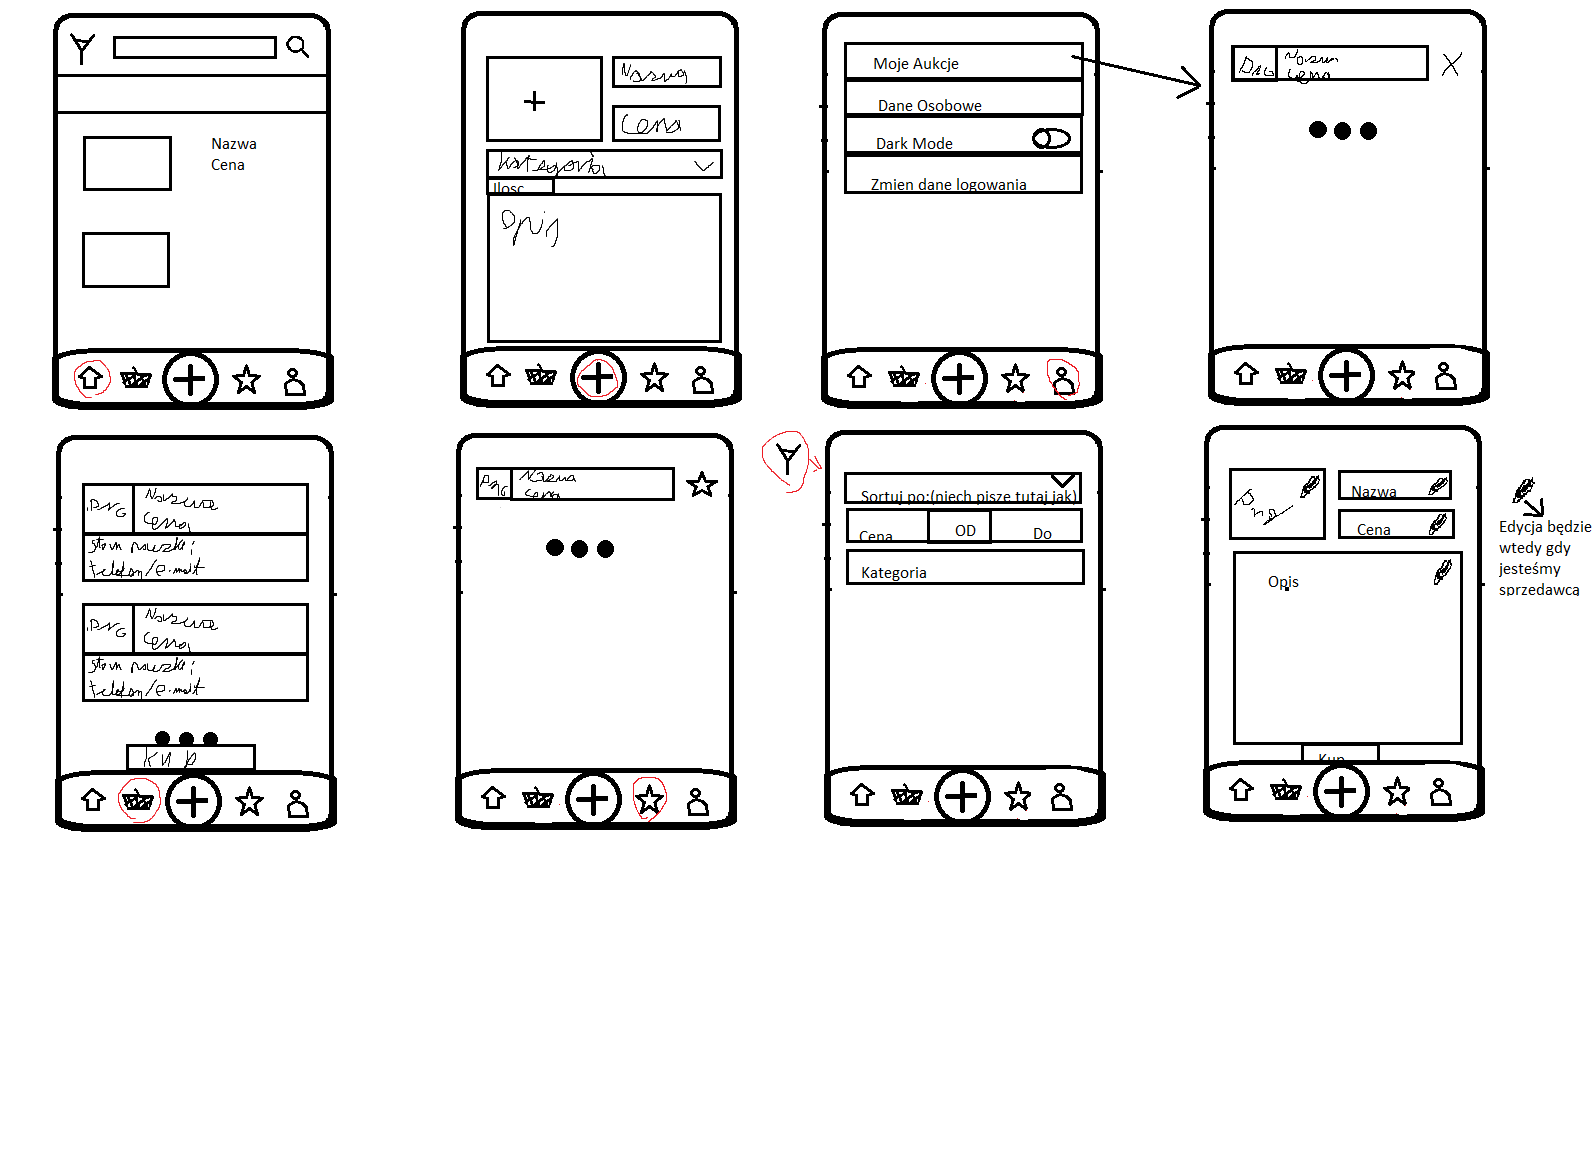 Nazwa
Cena
Nazwa
Cena
Kategoria
Ilosc
Opis
Moje Aukcje
Dane Osobowe
Dark Mode
Zmien dane logowania
PNG
Nazwa
Cena
PNG
Nazwa
Cena
stan paczki
telefon/e-mail
PNG
Nazwa
Cena
stan paczki
telefon/e-mail
Kup
PNG
Nazwa
Cena
Sortuj po:(niech pisze tutaj jak)
Cena OD Do
Kategoria
Png
Nazwa
Cena
Opis
Kup
Edycja będzie
wtedy gdy
jesteśmy
sprzedawcą